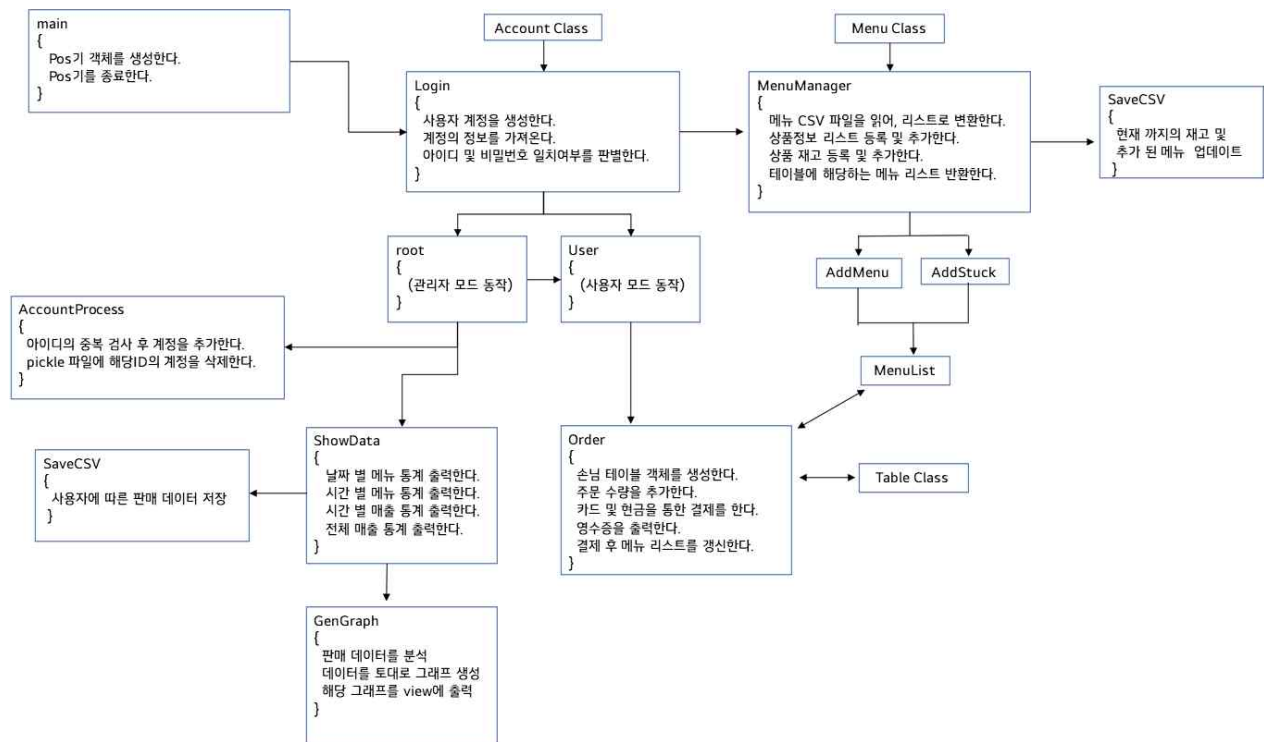 main
{
Pos기 객체를 생성한다.
Pos기를 종료한다.
}
Account Class
Menu Class
Login
{
사용자 계정을 생성한다.
계정의 정보를 가져온다.
아이디 및 비밀번호 일치여부를 판별한다.
}
MenuManager
{
메뉴 CSV 파일을 읽어, 리스트로 변환한다.
상품정보 리스트 등록 및 추가한다.
상품 재고 등록 및 추가한다.
테이블에 해당하는 메뉴 리스트 반환한다.
}
SaveCSV
{
현재 까지의 재고 및
추가 된 메뉴 업데이트
}
root
{
(관리자 모드 동작)
}
User
{
(사용자 모드 동작)
}
AddMenu
AddStuck
AccountProcess
{
아이디의 중복 검사 후 계정을 추가한다.
pickle 파일에 해당ID의 계정을 삭제한다.
}
MenuList
ShowData
{
날짜 별 메뉴 통계 출력한다.
시간 별 메뉴 통계 출력한다.
시간 별 매출 통계 출력한다.
전체 매출 통계 출력한다.
}
Order
{
손님 테이블 객체를 생성한다.
주문 수량을 추가한다.
카드 및 현금을 통한 결제를 한다.
영수증을 출력한다.
결제 후 메뉴 리스트를 갱신한다.
}
SaveCSV
{
사용자에 따른 판매 데이터 저장
}
Table Class
GenGraph
{
판매 데이터를 분석
데이터를 토대로 그래프 생성
해당 그래프를 view에 출력
}